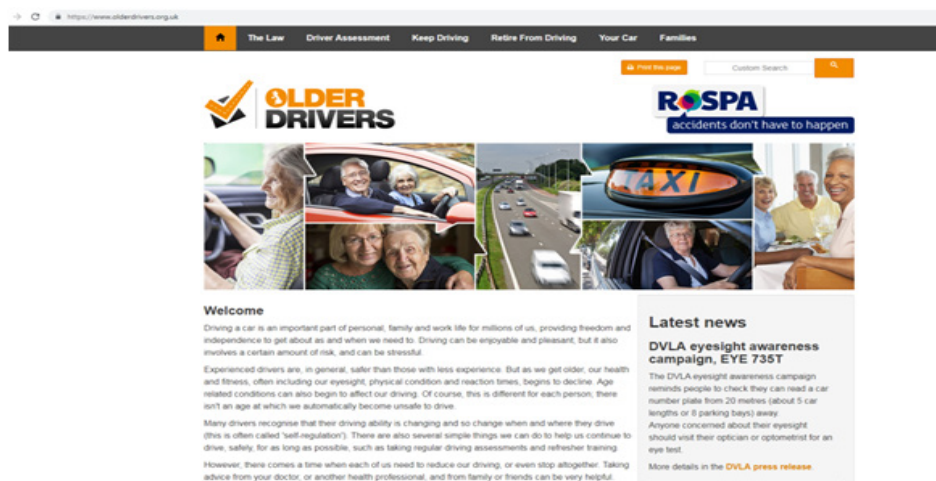 https://www.olderdrivers.org.uk
The Law Driver Assessment Keep Driving Retire From Driving Your Car Families
Print this page Custom Search
OLDER
DRIVERS
RoSPA
accidents don't have to happen
TAXI
Welcome
Driving a car is an important part of personal, family and work life for millions of us, providing freedom and
independence to get about as and when we need to. Driving can be enjoyable and pleasant, but it also
involves a certain amount of risk, and can be stressful.
Experienced drivers are, in general, safer than those with less experience. But as we get older, our health
and fitness, often including our eyesight, physical condition and reaction times, begins to decline. Age
related conditions can also begin to affect our driving. Of course, this is different for each person; there
isn't an age at which we automatically become unsafe to drive.
Many drivers recognise that their driving ability is changing and so change when and where they drive
(this is often called 'self-regulation'). There are also several simple things we can do to help us continue to
drive, safely, for as long as possible, such as taking regular driving assessments and refresher training.
However, there comes a time when each of us need to reduce our driving, or even stop altogether. Taking
advice from your doctor, or another health professional, and from family or friends can be very helpful.
Latest news
DVLA eyesight awareness
campaign, EYE 735T
The DVLA eyesight awareness campaign
reminds people to check they can read a car
number plate from 20 metres (about 5 car
lengths or 8 parking bays) away.
Anyone concerned about their eyesight
should visit their optician or optometrist for an
eye test.
More details in the DVLA press release.